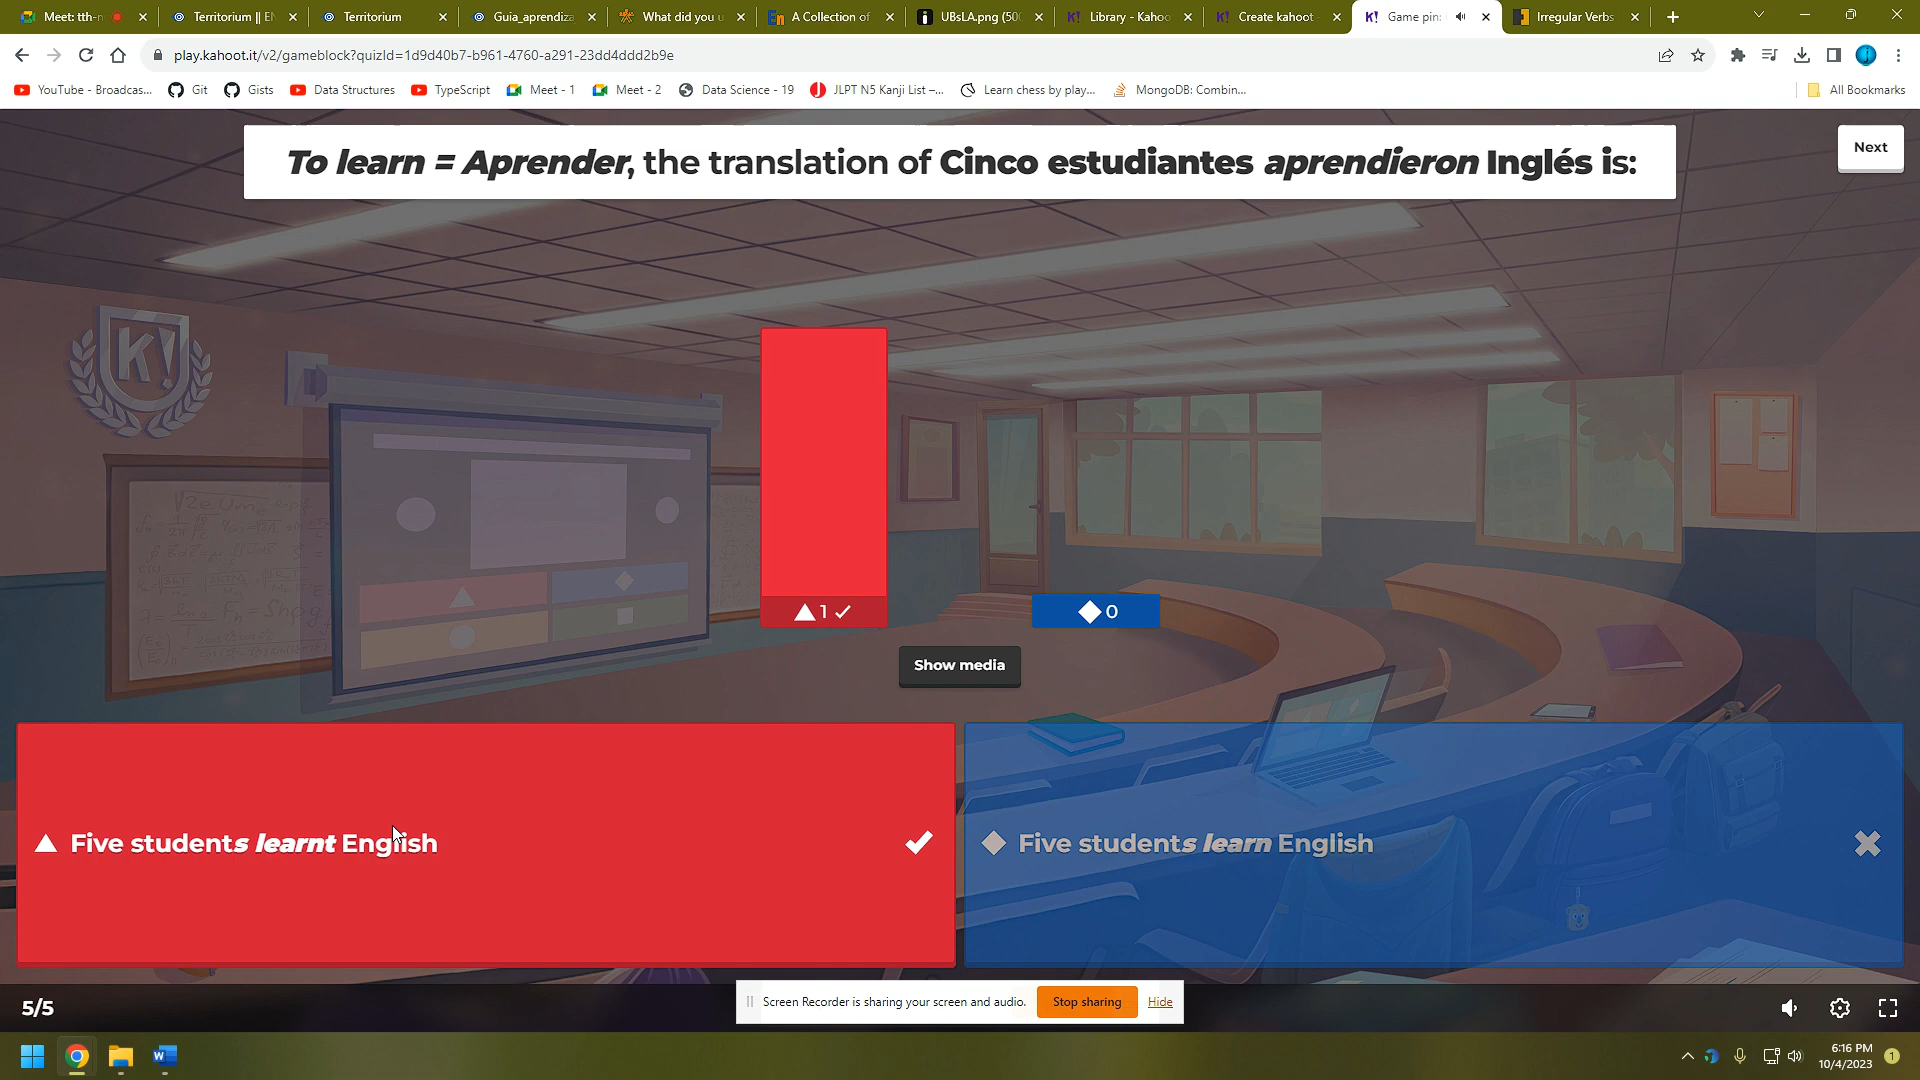 Meet: tth-n
Territorium || EN
Territorium
Guia_aprendiza
What did you u
A Collection of
UBsLA.png (500
Library - Kahoo
Create kahoot -
Game pin:
Irregular Verbs
play.kahoot.it/v2/gameblock?quizId=1d9d40b7-b961-4760-a291-23dd4ddd2b9e
YouTube - Broadcas...
Git
Gists
Data Structures
TypeScript
Meet - 1
Meet - 2
Data Science - 19
JLPT N5 Kanji List –...
Learn chess by play...
MongoDB: Combin...
All Bookmarks
To learn = Aprender, the translation of Cinco estudiantes aprendieron Inglés is:
Next
K!
1
0
Show media
Five students learnt English
Five students learn English
5/5
Screen Recorder is sharing your screen and audio.
Stop sharing
Hide
6:16 PM
10/4/2023
1